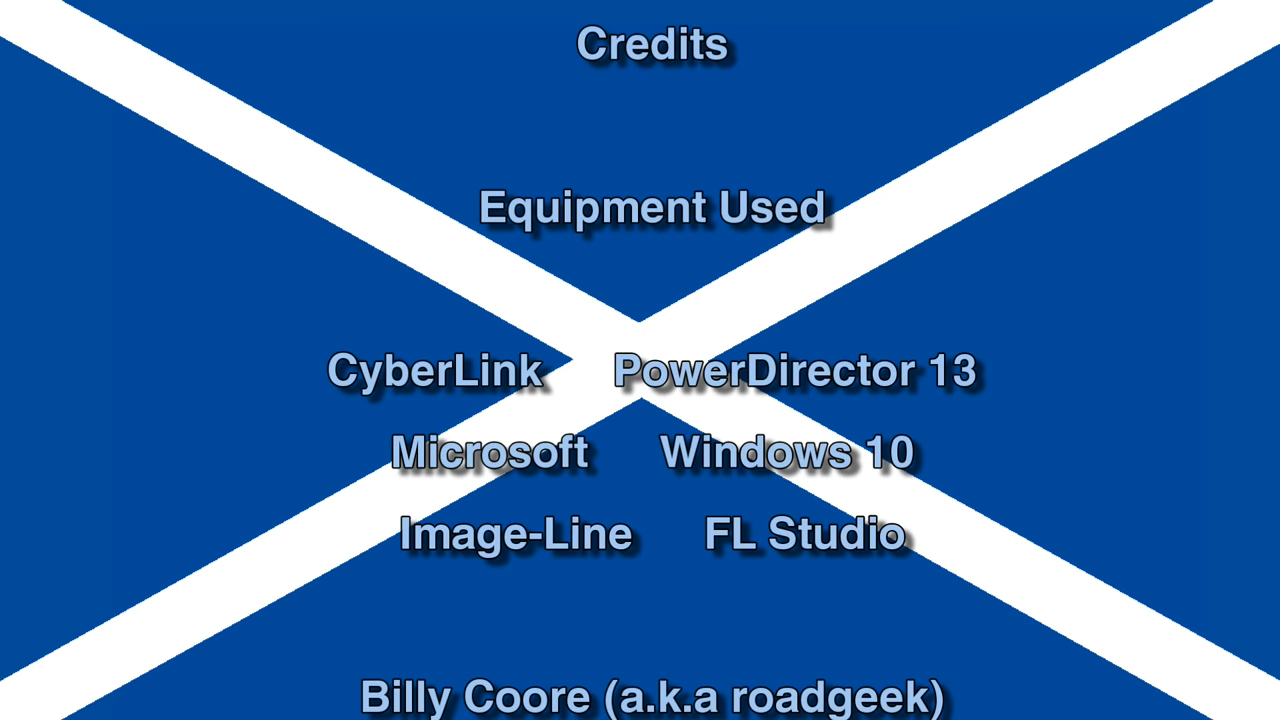 Credits
Equipment Used
CyberLink PowerDirector 13
Microsoft Windows 10
Image-Line FL Studio
Billy Coore (a.k.a roadgeek)